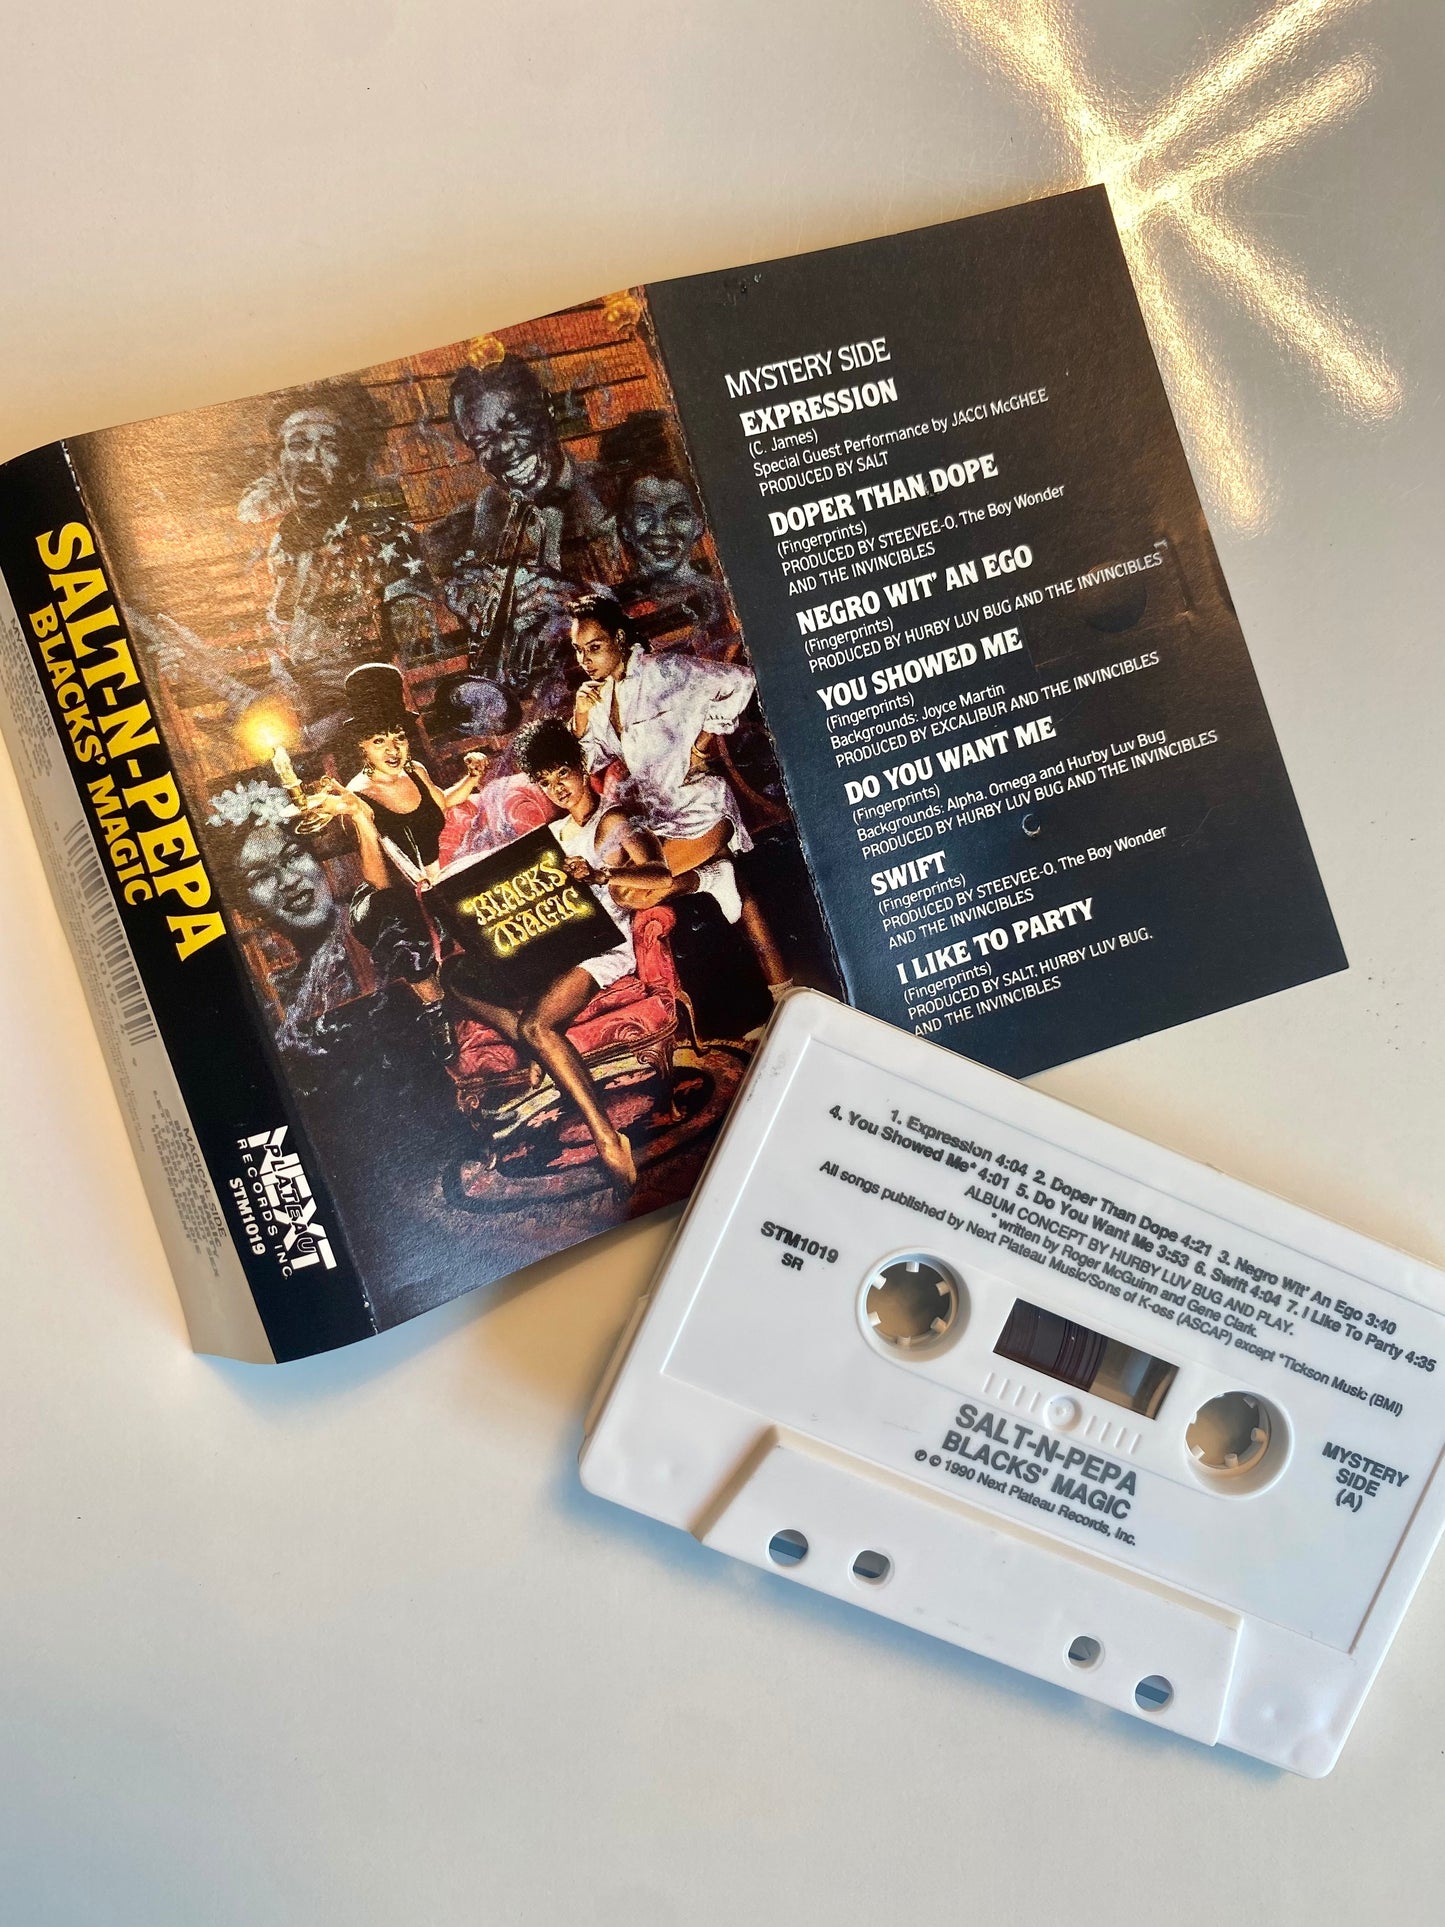 SALT-N-PEPA
BLACKS' MAGIC
NEXT
PLATEAU
RECORDS INC.
STM1019
MYSTERY SIDE
MAGICAL SIDE
BLACKS'
MAGIC
MYSTERY SIDE
EXPRESSION
(C. James)
Special Guest Performance by JACCI McGHEE
PRODUCED BY SALT
DOPER THAN DOPE
(Fingerprints)
PRODUCED BY STEEVEE-O, The Boy Wonder
AND THE INVINCIBLES
NEGRO WIT' AN EGO
(Fingerprints)
PRODUCED BY HURBY LUV BUG AND THE INVINCIBLES
YOU SHOWED ME
(Fingerprints)
Backgrounds: Joyce Martin
PRODUCED BY EXCALIBUR AND THE INVINCIBLES
DO YOU WANT ME
(Fingerprints)
Backgrounds: Alpha, Omega and Hurby Luv Bug
PRODUCED BY HURBY LUV BUG AND THE INVINCIBLES
SWIFT
(Fingerprints)
PRODUCED BY STEEVEE-O, The Boy Wonder
AND THE INVINCIBLES
I LIKE TO PARTY
(Fingerprints)
PRODUCED BY SALT, HURBY LUV BUG,
AND THE INVINCIBLES
1. Expression 4:04 2. Doper Than Dope 4:21 3. Negro Wit' An Ego 3:40
4. You Showed Me* 4:01 5. Do You Want Me 3:53 6. Swift 4:04 7. I Like To Party 4:35
ALBUM CONCEPT BY HURBY LUV BUG AND PLAY.
*written by Roger McGuinn and Gene Clark.
All songs published by Next Plateau Music/Sons of K-oss (ASCAP) except *Tickson Music (BMI)
STM1019
SR
SALT-N-PEPA
BLACKS' MAGIC
℗ © 1990 Next Plateau Records, Inc.
MYSTERY
SIDE
(A)